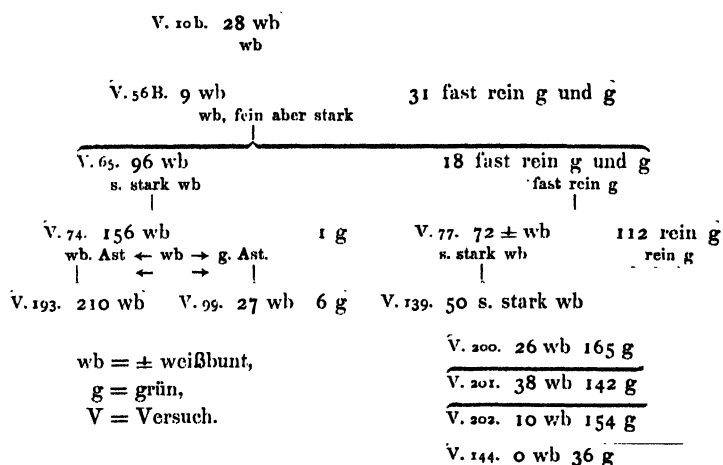 V. 10b. 28 wb
wb
V. 56B. 9 wb 31 fast rein g und g
wb, fein aber stark
V. 65. 96 wb 18 fast rein g und g
s. stark wb fast rein g
V. 74. 156 wb 1 g V. 77. 72 ± wb 112 rein g
wb. Ast ← wb → g. Ast. s. stark wb rein g
← →
V. 193. 210 wb V. 99. 27 wb 6 g V. 139. 50 s. stark wb
V. 200. 26 wb 165 g
wb = ± weißbunt,
V. 201. 38 wb 142 g
g = grün,
V. 202. 10 wb 154 g
V = Versuch.
V. 144. 0 wb 36 g